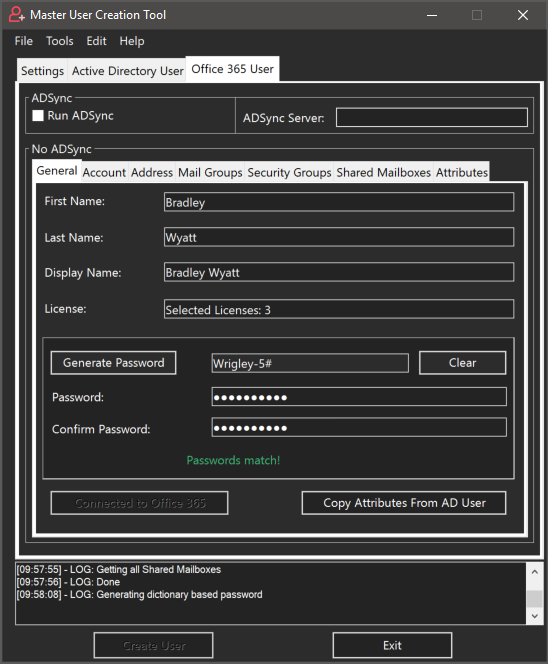 Master User Creation Tool
File Tools Edit Help
Settings Active Directory User Office 365 User
ADSync
Run ADSync ADSync Server:
No ADSync
General Account Address Mail Groups Security Groups Shared Mailboxes Attributes
First Name: Bradley
Last Name: Wyatt
Display Name: Bradley Wyatt
License: Selected Licenses: 3
Generate Password Wrigley-5# Clear
Password: ●●●●●●●●●●
Confirm Password: ●●●●●●●●●●
Passwords match!
Connected to Office 365 Copy Attributes From AD User
[09:57:55] - LOG: Getting all Shared Mailboxes
[09:57:56] - LOG: Done
[09:58:08] - LOG: Generating dictionary based password
Create User Exit